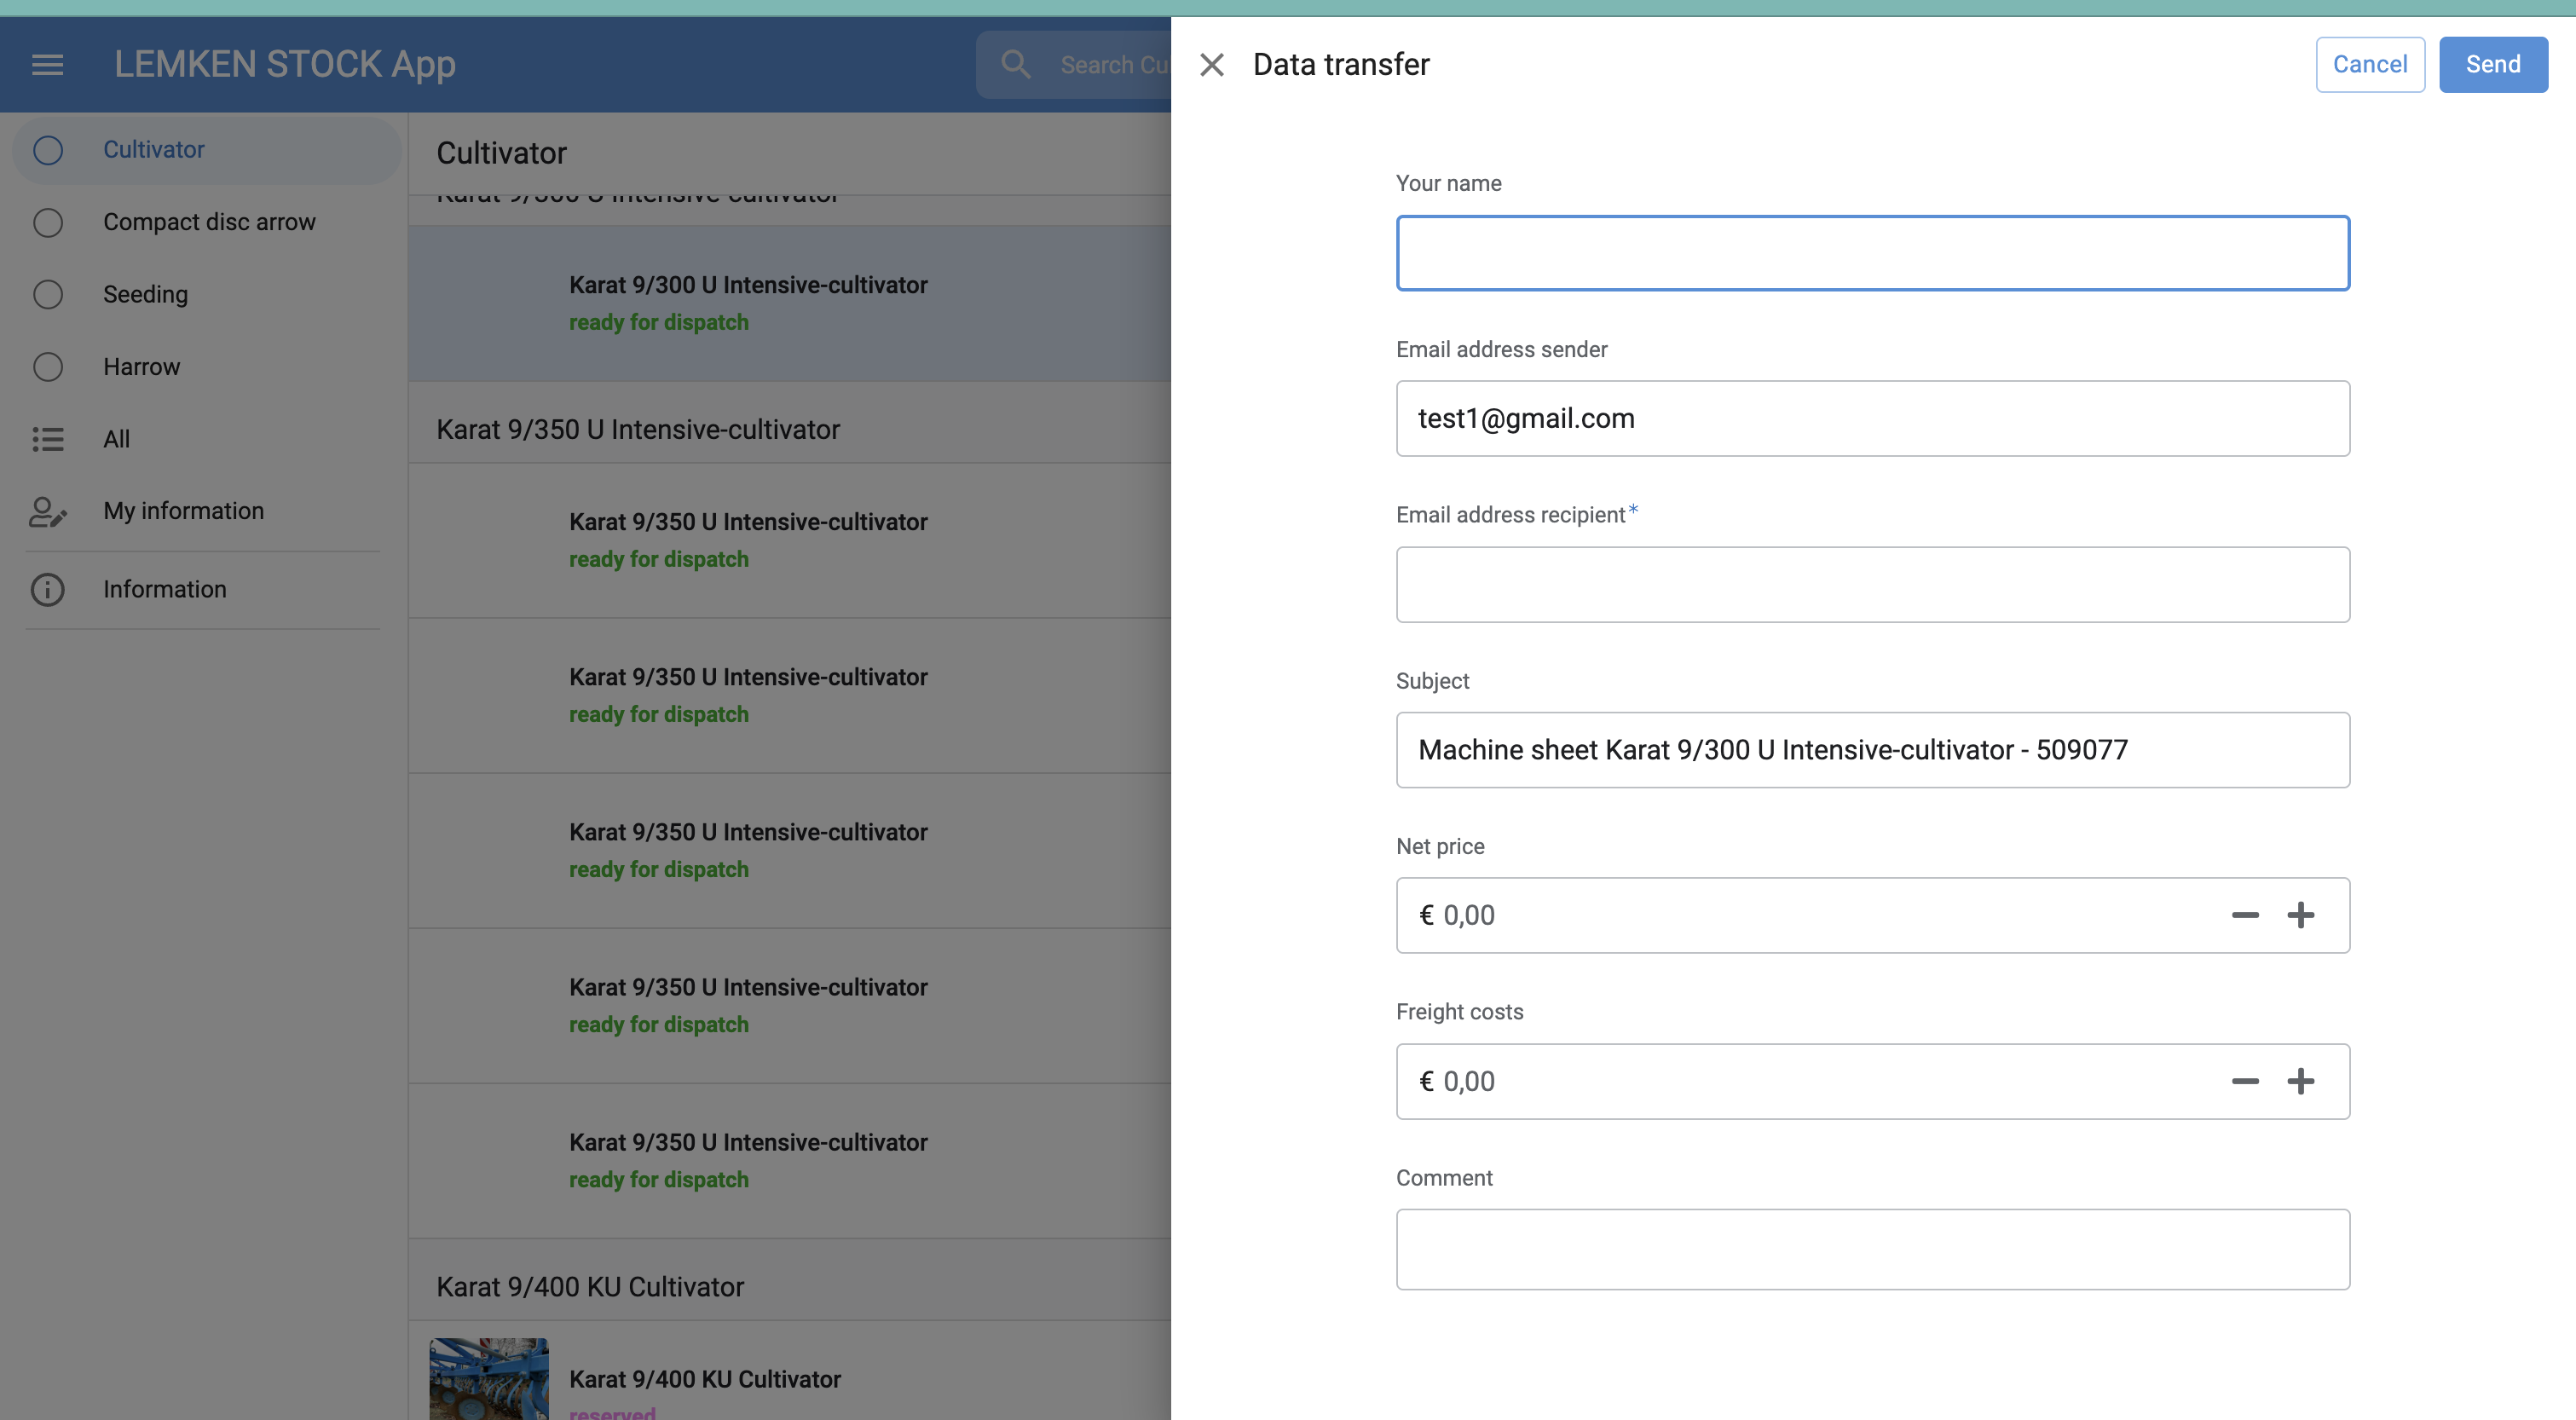 LEMKEN STOCK App
Search Cu
Cultivator
Compact disc arrow
Seeding
Harrow
All
My information
Information
Cultivator
Karat 9/300 U Intensive-cultivator
Karat 9/300 U Intensive-cultivator
ready for dispatch
Karat 9/350 U Intensive-cultivator
Karat 9/350 U Intensive-cultivator
ready for dispatch
Karat 9/350 U Intensive-cultivator
ready for dispatch
Karat 9/350 U Intensive-cultivator
ready for dispatch
Karat 9/350 U Intensive-cultivator
ready for dispatch
Karat 9/350 U Intensive-cultivator
ready for dispatch
Karat 9/400 KU Cultivator
Karat 9/400 KU Cultivator
reserved
Data transfer
Cancel
Send
Your name
Email address sender
test1@gmail.com
Email address recipient*
Subject
Machine sheet Karat 9/300 U Intensive-cultivator - 509077
Net price
€ 0,00
Freight costs
€ 0,00
Comment